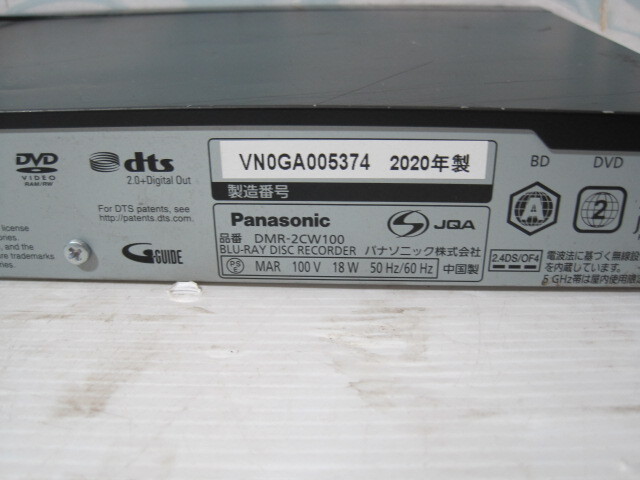 DVD
VIDEO
RAM/RW
dts
2.0+Digital Out
For DTS patents, see
http://patents.dts.com.
license
and the
trademarks
G-GUIDE
VN0GA005374 2020年製
製造番号
Panasonic
JQA
品番 DMR-2CW100
BLU-RAY DISC RECORDER パナソニック株式会社
PS E MAR 100 V 18 W 50 Hz/60 Hz 中国製
BD DVD
A 2
2.4DS/OF4
電波法に基づく無線設
を内蔵しています。
5 GHz帯は屋内使用限定